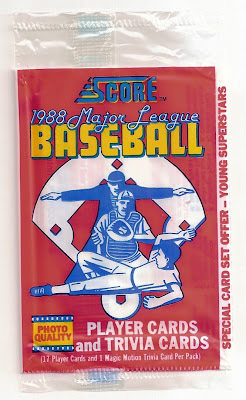 SCORE™
1988 Major League
BASEBALL
PHOTO
QUALITY
PLAYER CARDS
and TRIVIA CARDS
(17 Player Cards and 1 Magic Motion Trivia Card Per Pack)
SPECIAL CARD SET OFFER – YOUNG SUPERSTARS